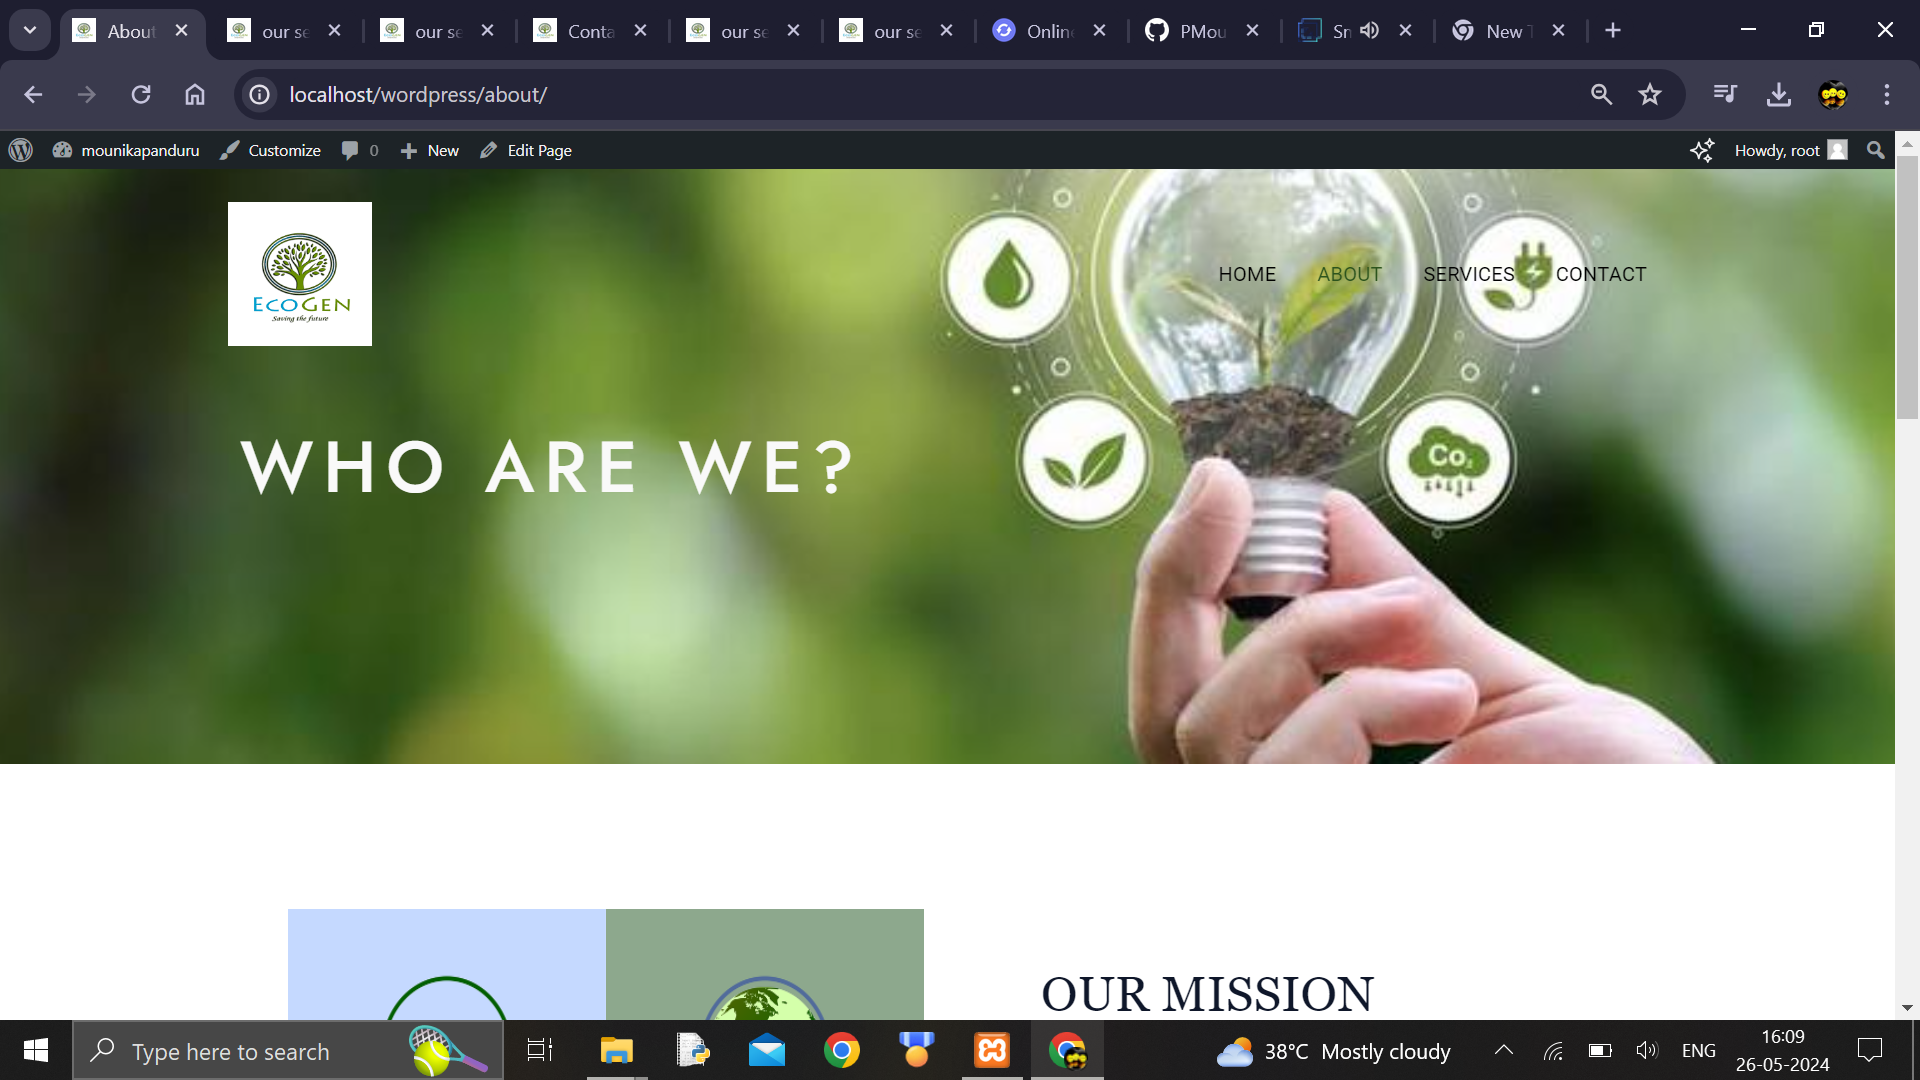 About
our se
our se
Conta
our se
our se
Online
PMou
Sn
New T
localhost/wordpress/about/
mounikapanduru
Customize
0
New
Edit Page
Howdy, root
ECOGEN
Saving the future
HOME
ABOUT
SERVICES
CONTACT
Co2
WHO ARE WE?
OUR MISSION
Type here to search
38°C Mostly cloudy
ENG
16:09
26-05-2024